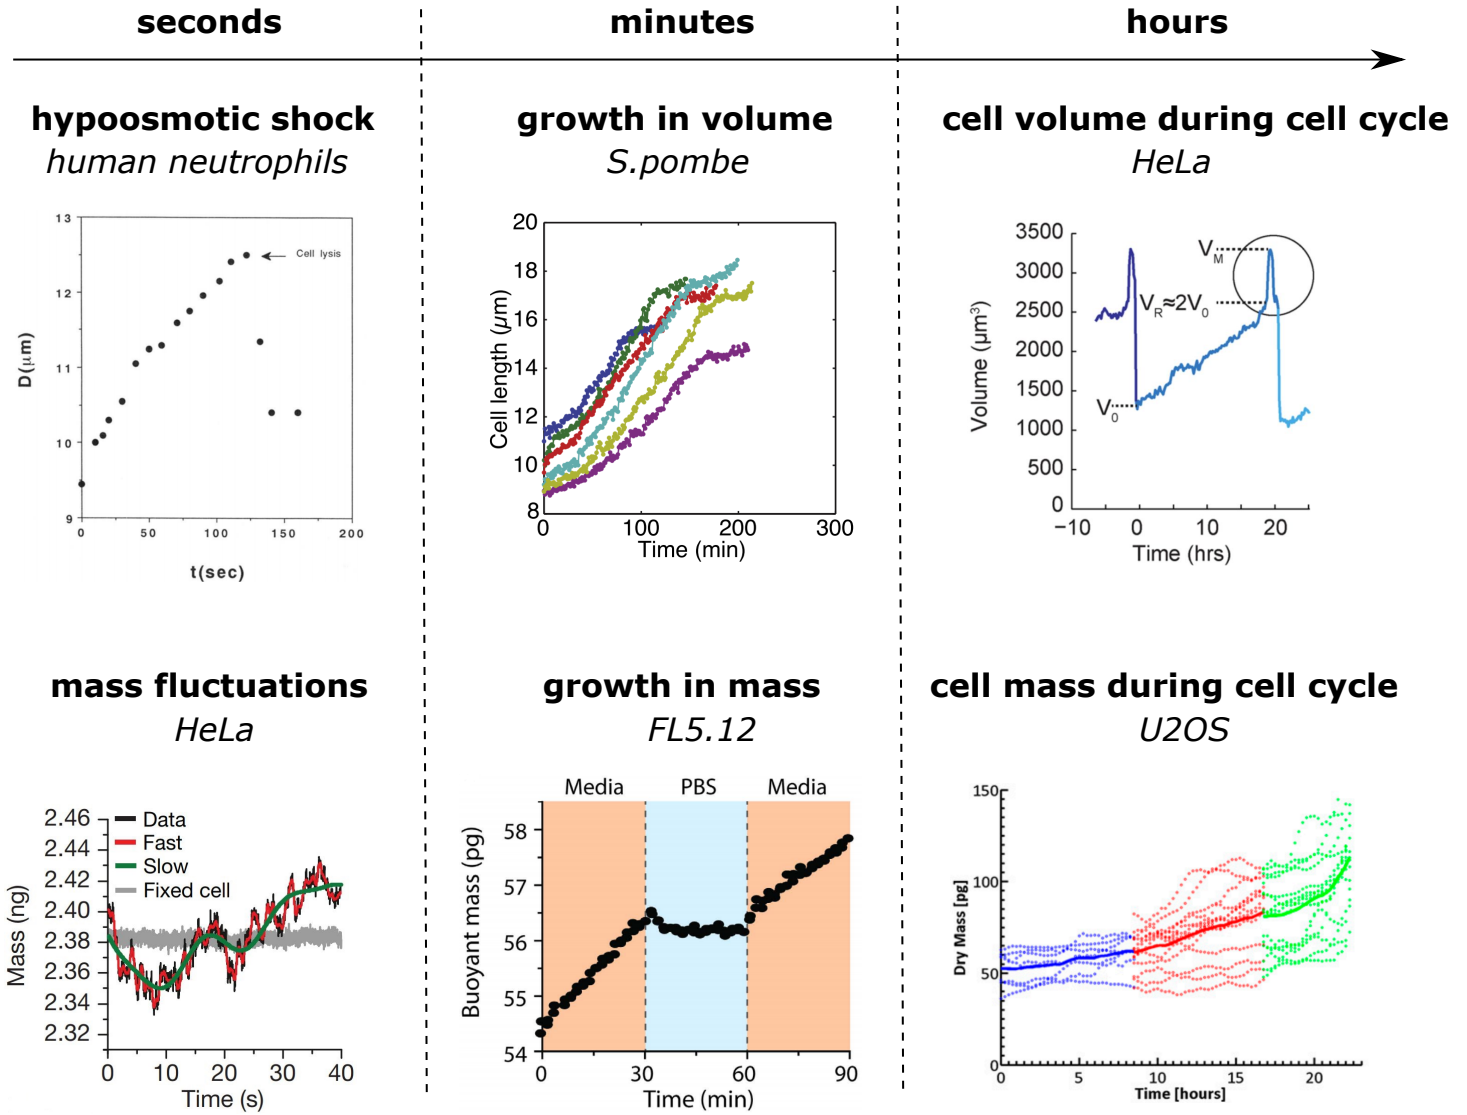 seconds minutes hours
hypoosmotic shock
human neutrophils
13
12
11
10
9
0 50 100 150 200
D(μm)
t(sec)
Cell lysis
growth in volume
S.pombe
20
18
16
14
12
10
8
0 100 200 300
Cell length (μm)
Time (min)
cell volume during cell cycle
HeLa
3500
3000
2500
2000
1500
1000
500
0
−10 0 10 20
Volume (μm³)
Time (hrs)
V_M
V_R≈2V_0
V_0
mass fluctuations
HeLa
2.46
2.44
2.42
2.40
2.38
2.36
2.34
2.32
0 10 20 30 40
Mass (ng)
Time (s)
Data
Fast
Slow
Fixed cell
growth in mass
FL5.12
Media PBS Media
58
57
56
55
54
0 30 60 90
Buoyant mass (pg)
Time (min)
cell mass during cell cycle
U2OS
150
100
50
0
0 5 10 15 20
Dry Mass [pg]
Time [hours]